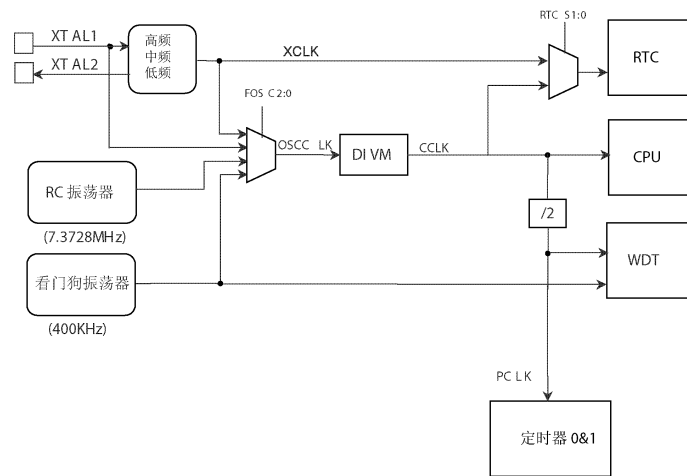 RTC S1:0
XT AL1
高频
中频
低频
XCLK
RTC
XT AL2
FOS C2:0
OSCC LK
DI VM
CCLK
CPU
RC 振荡器
(7.3728MHz)
/2
WDT
看门狗振荡器
(400KHz)
PC LK
定时器 0&1